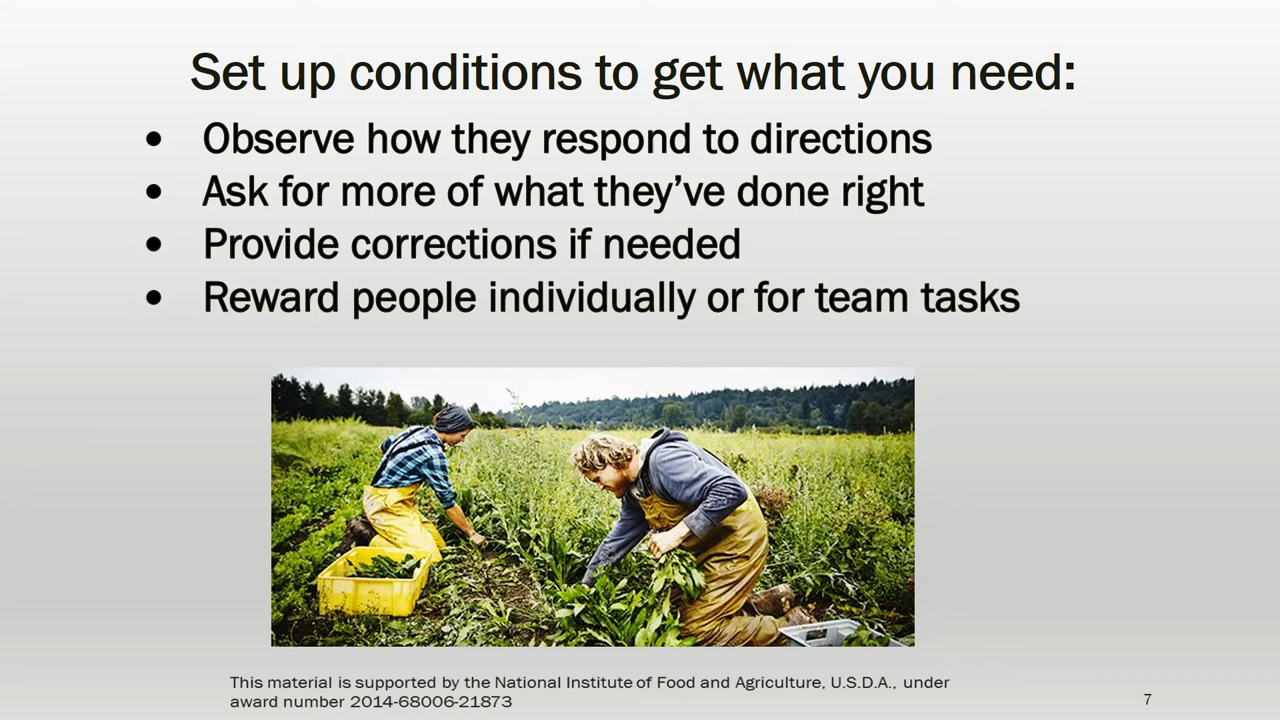 Set up conditions to get what you need:
• Observe how they respond to directions
• Ask for more of what they’ve done right
• Provide corrections if needed
• Reward people individually or for team tasks
This material is supported by the National Institute of Food and Agriculture, U.S.D.A., under
award number 2014-68006-21873
7